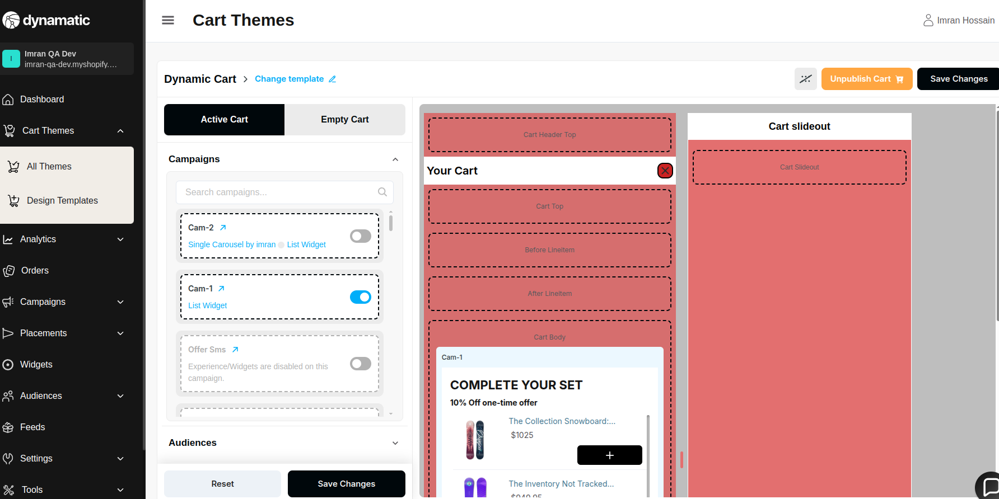 dynamatic
I
Imran QA Dev
imran-qa-dev.myshopify....
Dashboard
Cart Themes
All Themes
Design Templates
Analytics
Orders
Campaigns
Placements
Widgets
Audiences
Feeds
Settings
Tools
Cart Themes
Imran Hossain
Dynamic Cart
Change template
Unpublish Cart
Save Changes
Active Cart
Empty Cart
Campaigns
Search campaigns...
Cam-2
Single Carousel by imran
List Widget
Cam-1
List Widget
Offer Sms
Experience/Widgets are disabled on this
campaign.
Audiences
Reset
Save Changes
Cart Header Top
Your Cart
Cart Top
Before Lineitem
After Lineitem
Cart Body
Cam-1
COMPLETE YOUR SET
10% Off one-time offer
The Collection Snowboard:...
$1025
The Inventory Not Tracked...
$949.95
Cart slideout
Cart Slideout